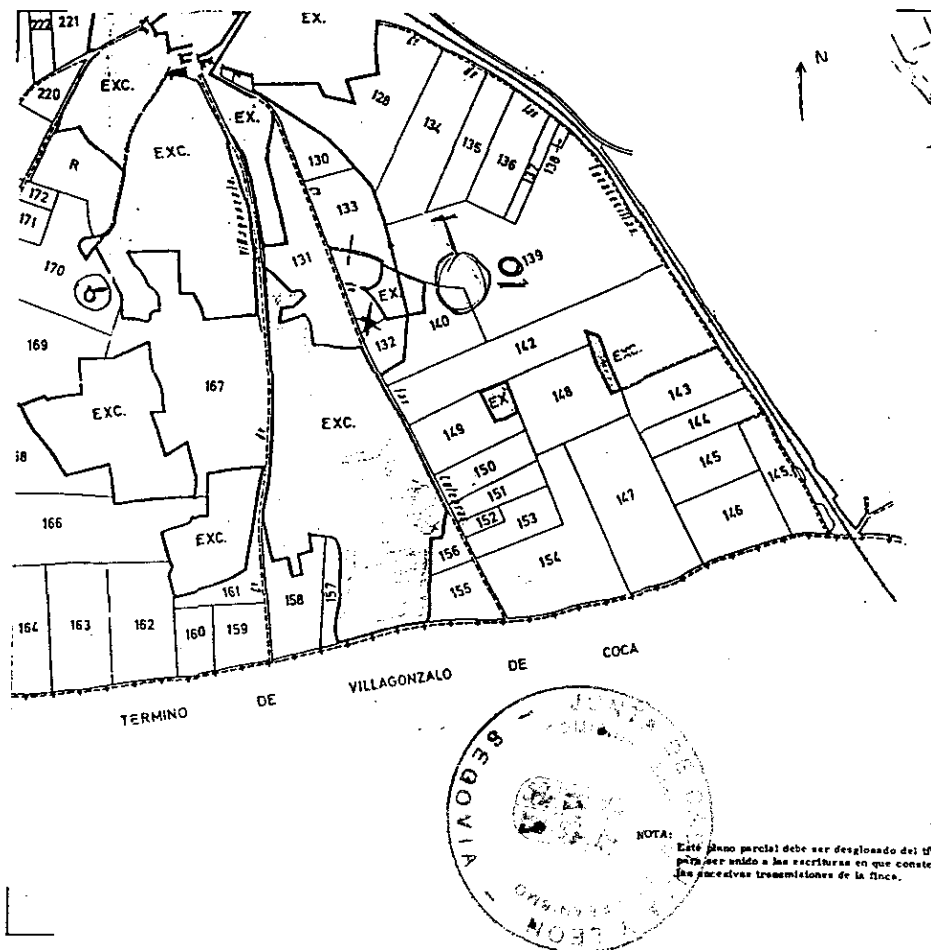 222 221
EX.
220
EXC.
EX.
128
134
135
136
137
138
N
EXC.
R
130
133
172
171
131
139
10
170
9
EX.
132
140
142
EXC.
169
167
EXC.
EXC.
EX
148
143
149
144
150
145
145
151
147
146
152
153
166
EXC.
156
154
155
161
157
158
164 163 162 160 159
TERMINO DE VILLAGONZALO DE COCA
SEGOVIA
LEON
NOTA:
Este plano parcial debe ser desglosado del
para ser unido a las escrituras en que conste
las sucesivas transmisiones de la finca.